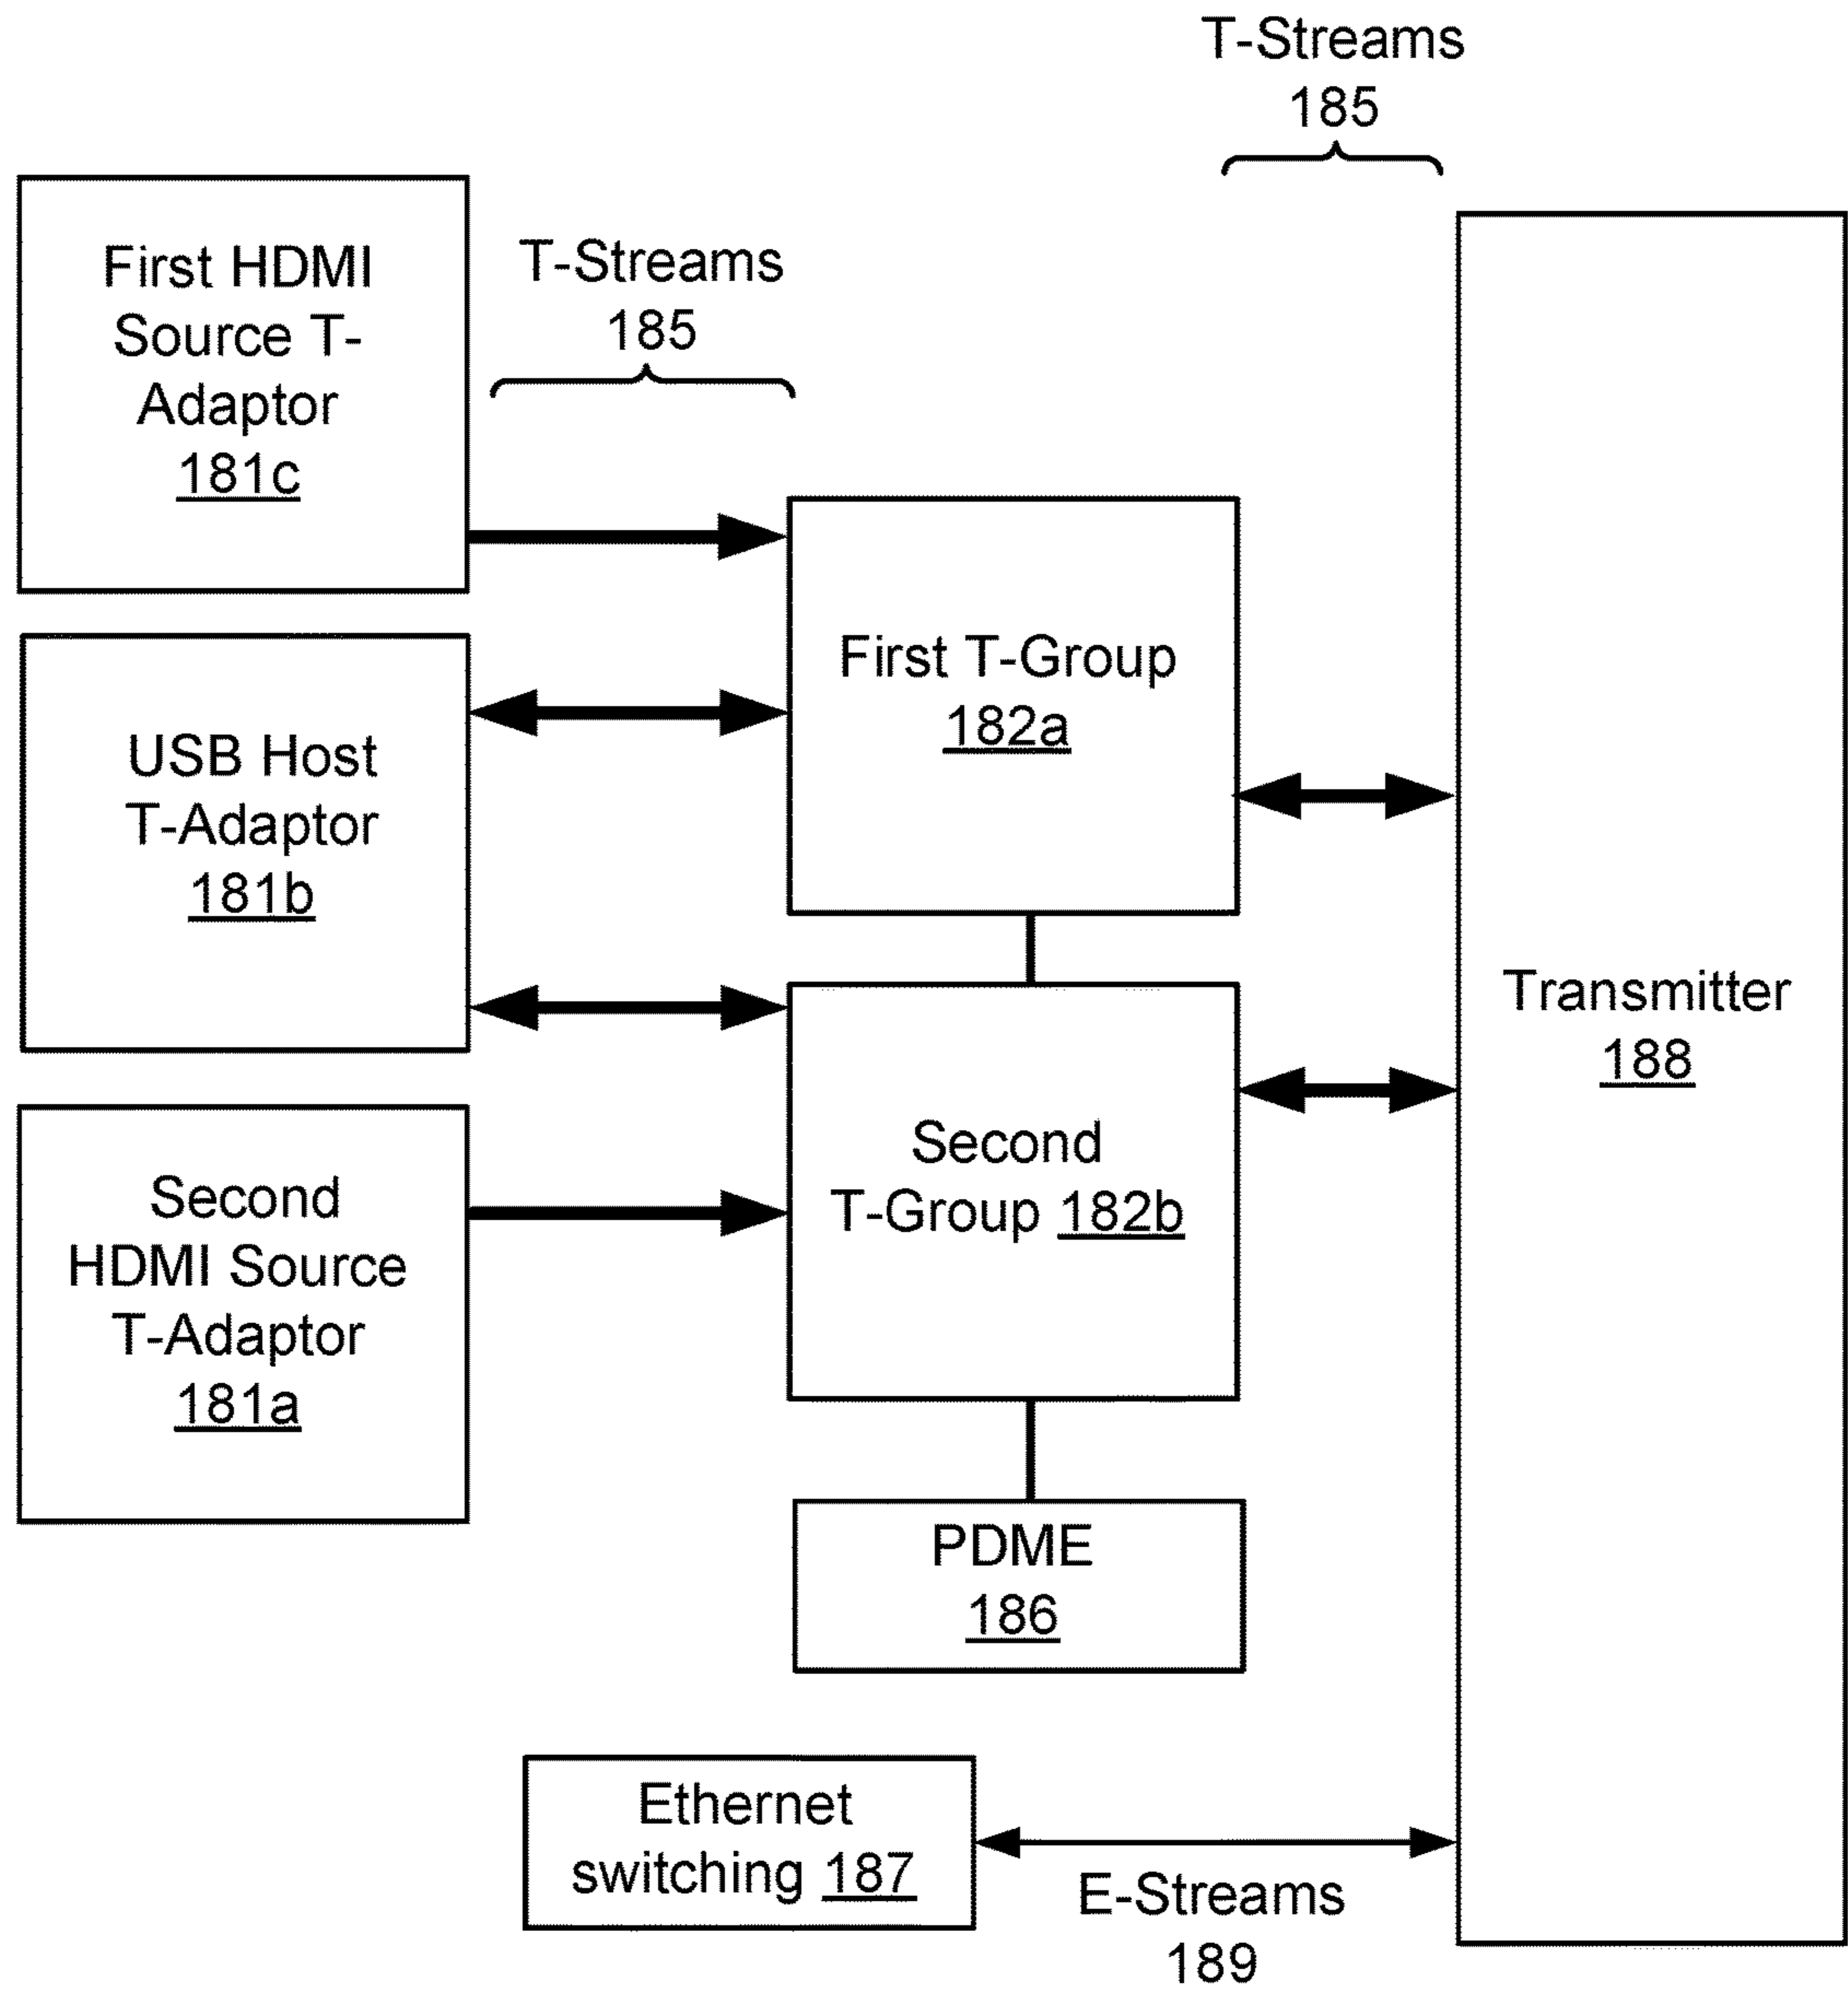 T-Streams
185
First HDMI
Source T-
Adaptor
181c
T-Streams
185
First T-Group
182a
USB Host
T-Adaptor
181b
Transmitter
188
Second
T-Group 182b
Second
HDMI Source
T-Adaptor
181a
PDME
186
Ethernet
switching 187
E-Streams
189